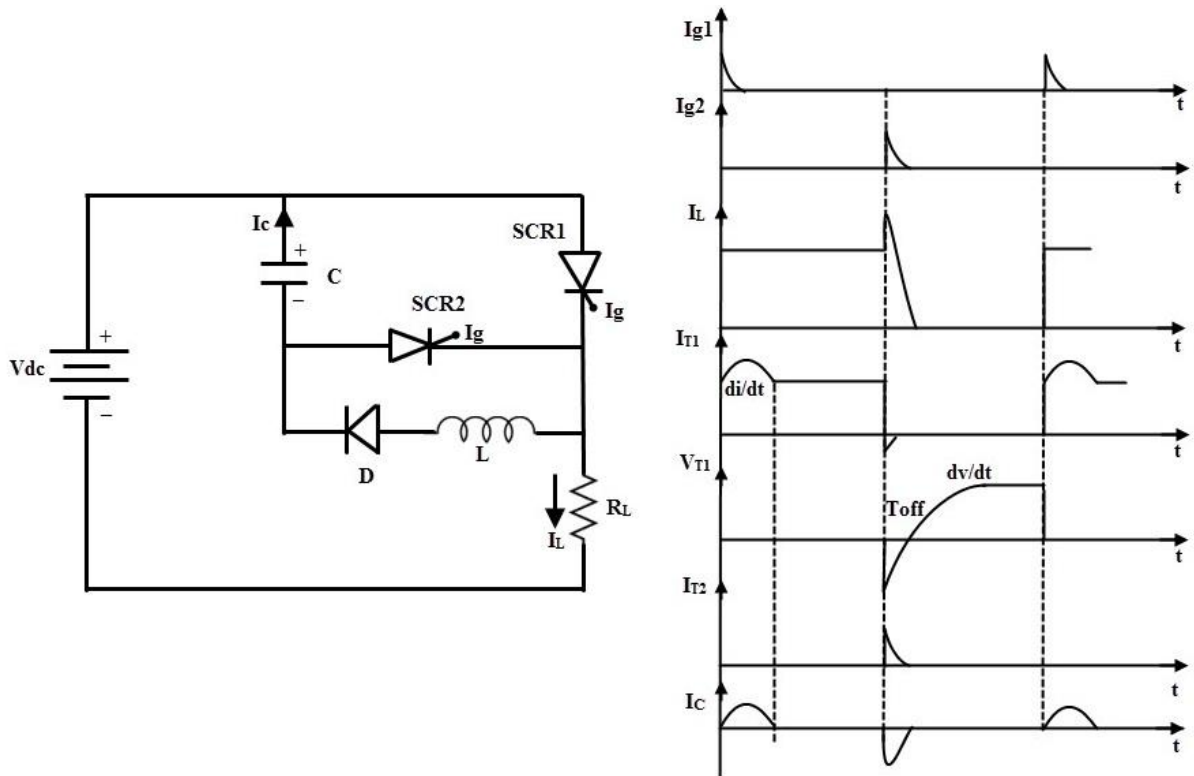 Ic
+
C
−
SCR1
Ig
SCR2
Ig
+
Vdc
−
D
L
RL
IL
Ig1
t
Ig2
t
IL
t
IT1
di/dt
t
VT1
dv/dt
Toff
t
IT2
t
IC
t